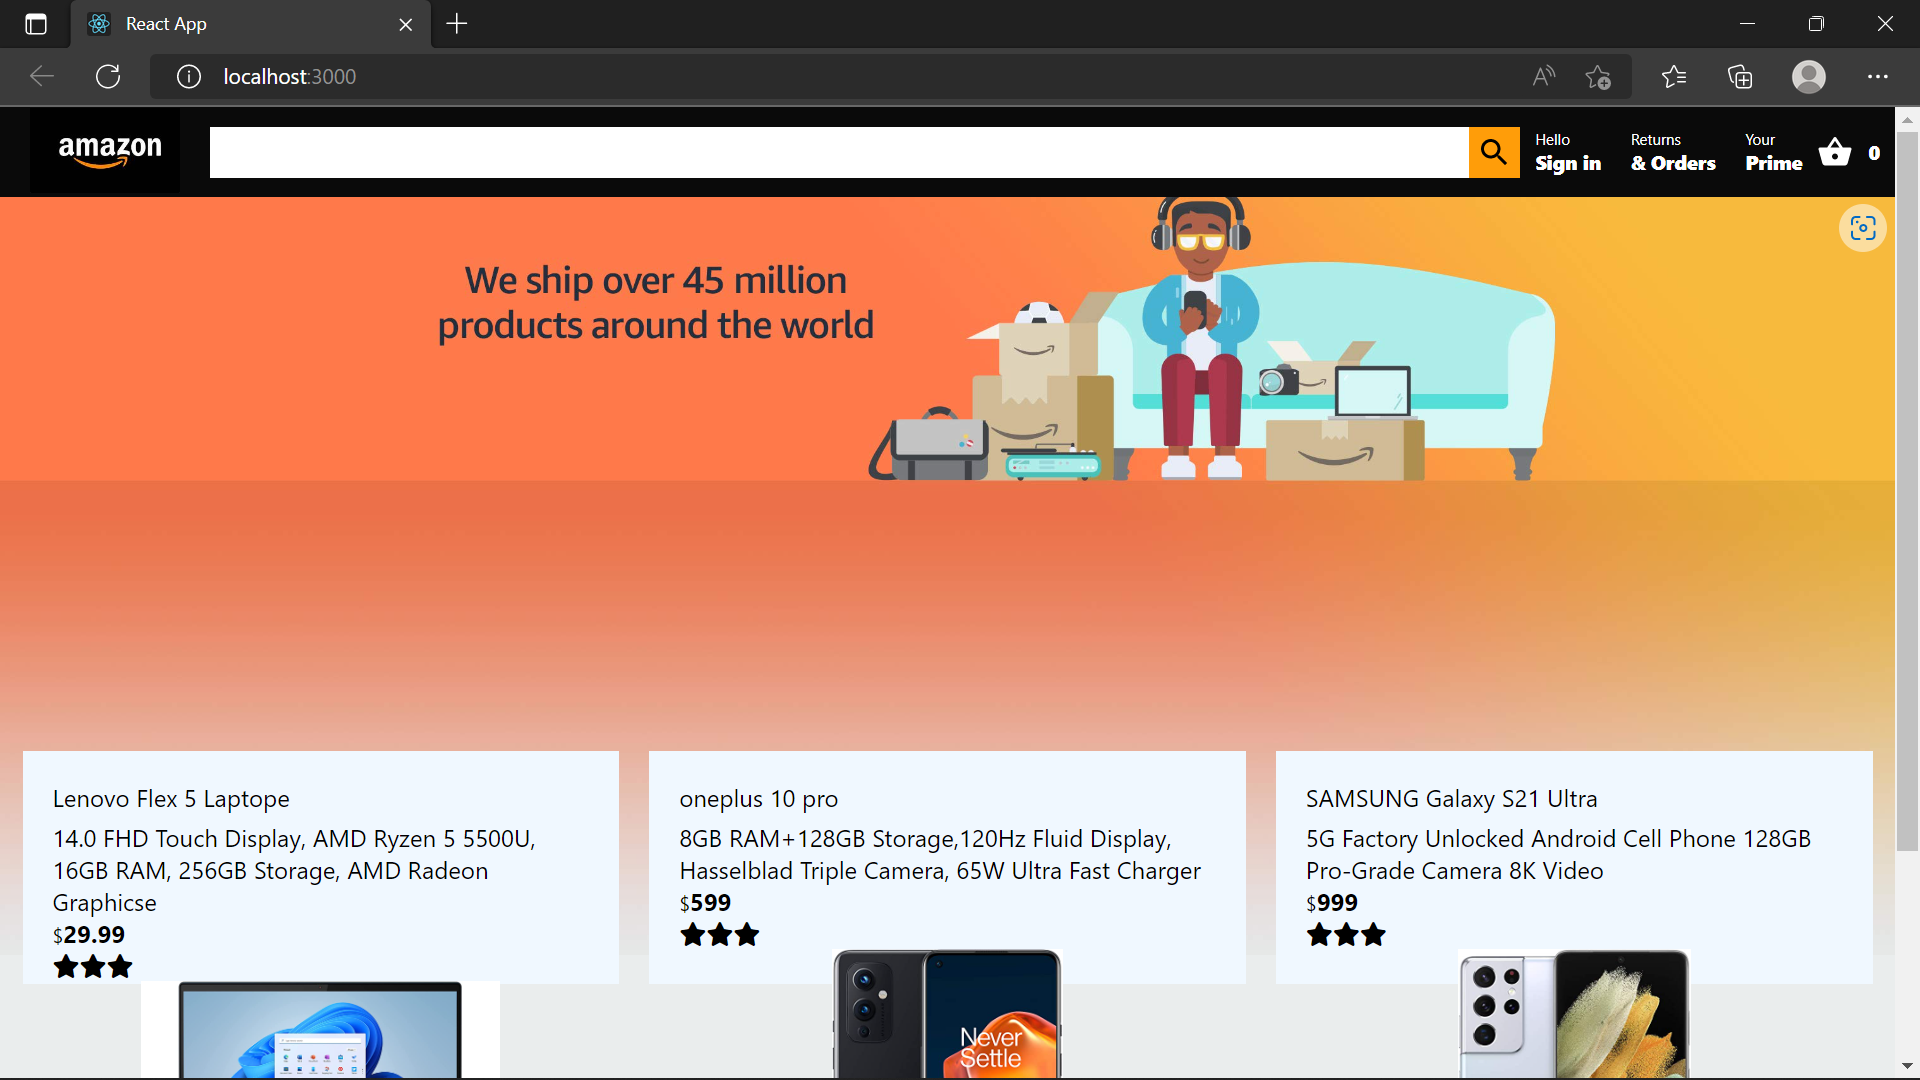 React App
localhost:3000
amazon
Hello
Sign in
Returns
& Orders
Your
Prime
0
We ship over 45 million
products around the world
Lenovo Flex 5 Laptope
14.0 FHD Touch Display, AMD Ryzen 5 5500U,
16GB RAM, 256GB Storage, AMD Radeon
Graphicse
$29.99
oneplus 10 pro
8GB RAM+128GB Storage,120Hz Fluid Display,
Hasselblad Triple Camera, 65W Ultra Fast Charger
$599
SAMSUNG Galaxy S21 Ultra
5G Factory Unlocked Android Cell Phone 128GB
Pro-Grade Camera 8K Video
$999
Never
Settle